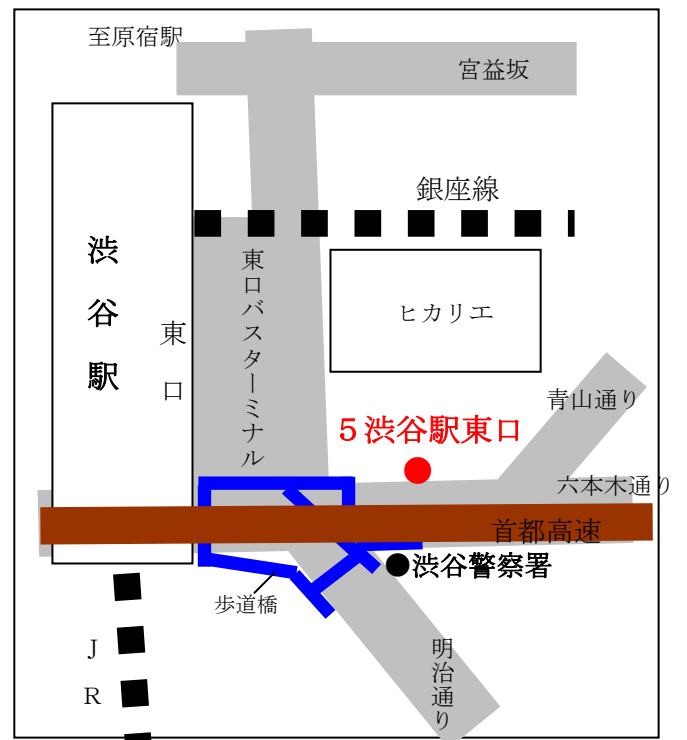 至原宿駅
宮益坂
銀座線
渋谷駅
東口
東口バスターミナル
ヒカリエ
青山通り
５渋谷駅東口
六本木通り
首都高速
渋谷警察署
歩道橋
明治通り
ＪＲ